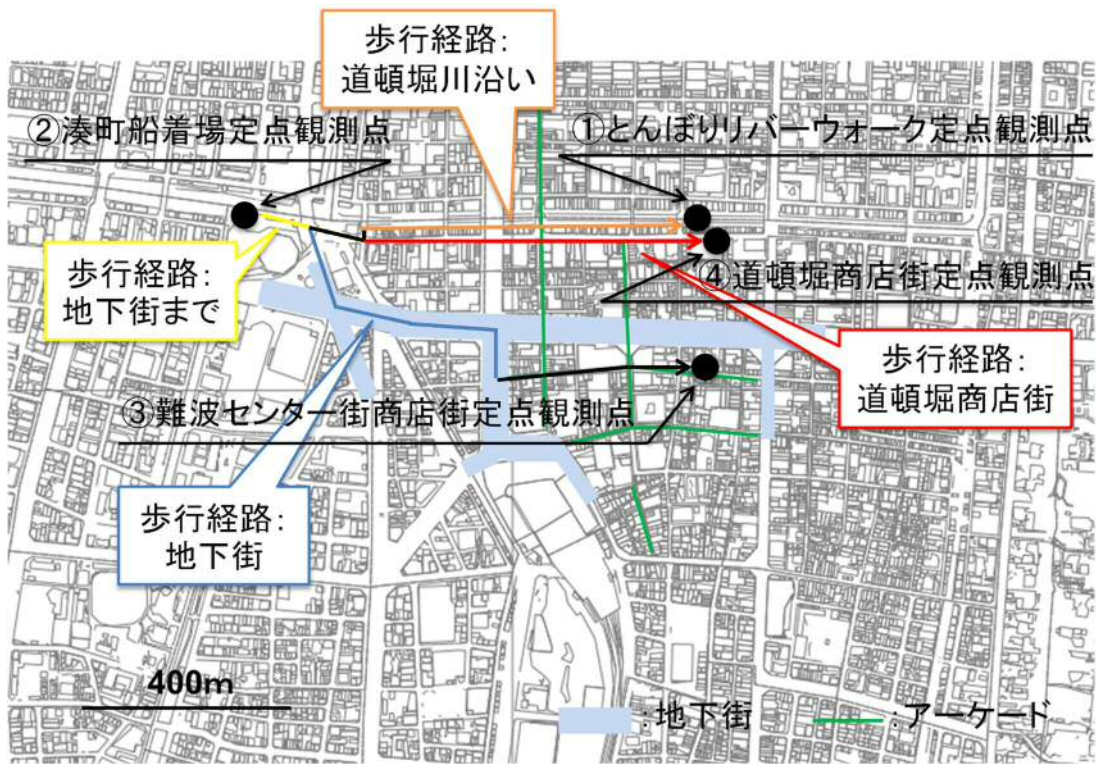 歩行経路:
道頓堀川沿い
②湊町船着場定点観測点
①とんぼりリバーウォーク定点観測点
歩行経路:
地下街まで
④道頓堀商店街定点観測点
歩行経路:
道頓堀商店街
③難波センター街商店街定点観測点
歩行経路:
地下街
400m
:地下街
:アーケード